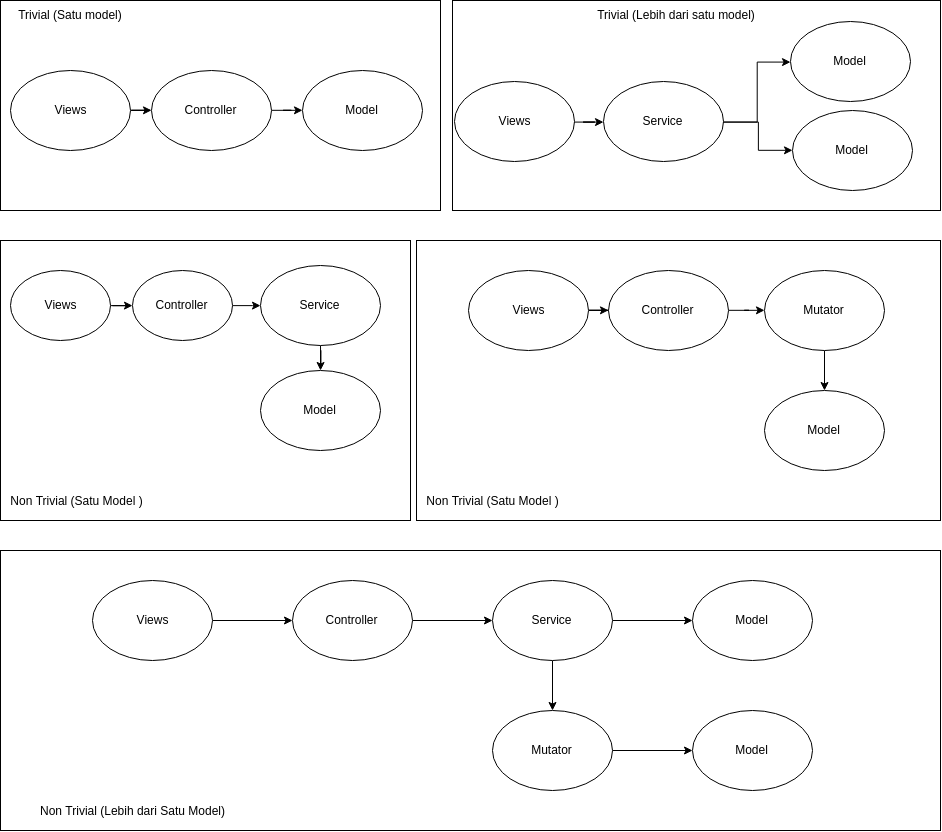 Trivial (Satu model)
Views
Controller
Model
Trivial (Lebih dari satu model)
Views
Service
Model
Model
Views
Controller
Service
Model
Non Trivial (Satu Model )
Views
Controller
Mutator
Model
Non Trivial (Satu Model )
Views
Controller
Service
Model
Mutator
Model
Non Trivial (Lebih dari Satu Model)